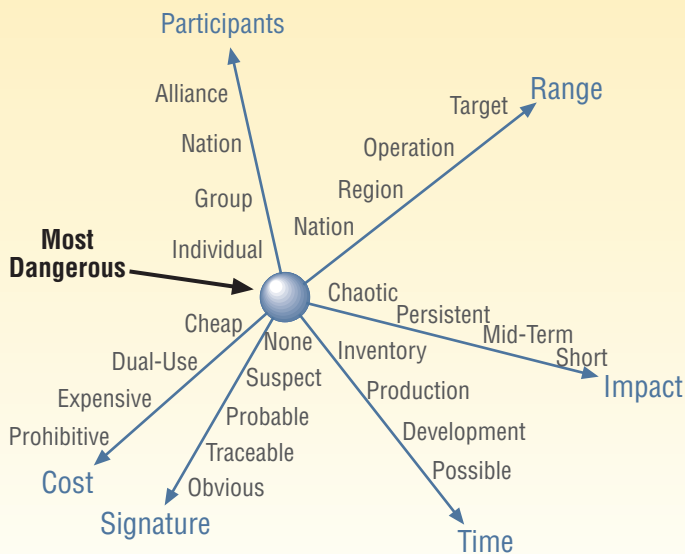 Participants
Alliance
Nation
Group
Individual
Range
Target
Operation
Region
Nation
Most
Dangerous
Chaotic
Persistent
Mid-Term
Short
Impact
Cheap
Dual-Use
Expensive
Prohibitive
Cost
None
Suspect
Probable
Traceable
Obvious
Signature
Inventory
Production
Development
Possible
Time